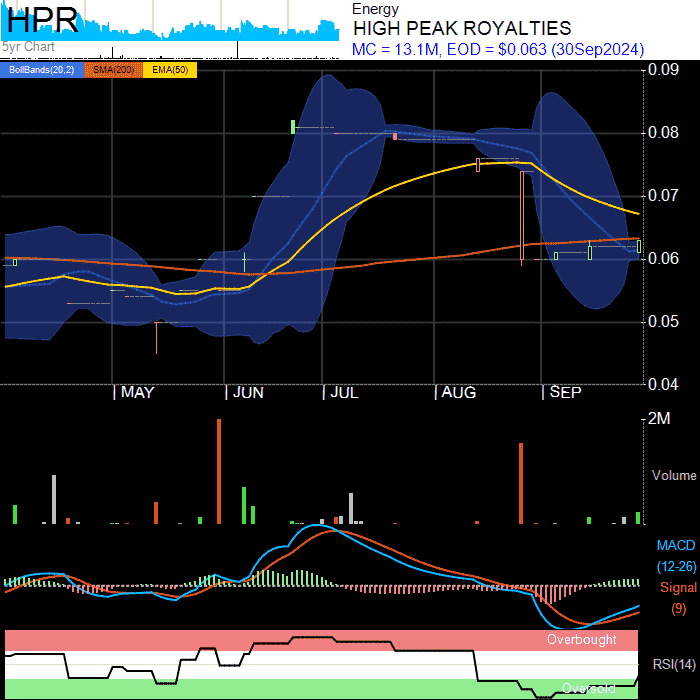 HPR
5yr Chart
Energy
HIGH PEAK ROYALTIES
MC = 13.1M, EOD = $0.063 (30Sep2024)
BollBands(20,2) SMA(200) EMA(50)
0.09
0.08
0.07
0.06
0.05
0.04
MAY JUN JUL AUG SEP
2M
Volume
MACD
(12-26)
Signal
(9)
Overbought
RSI(14)
Oversold